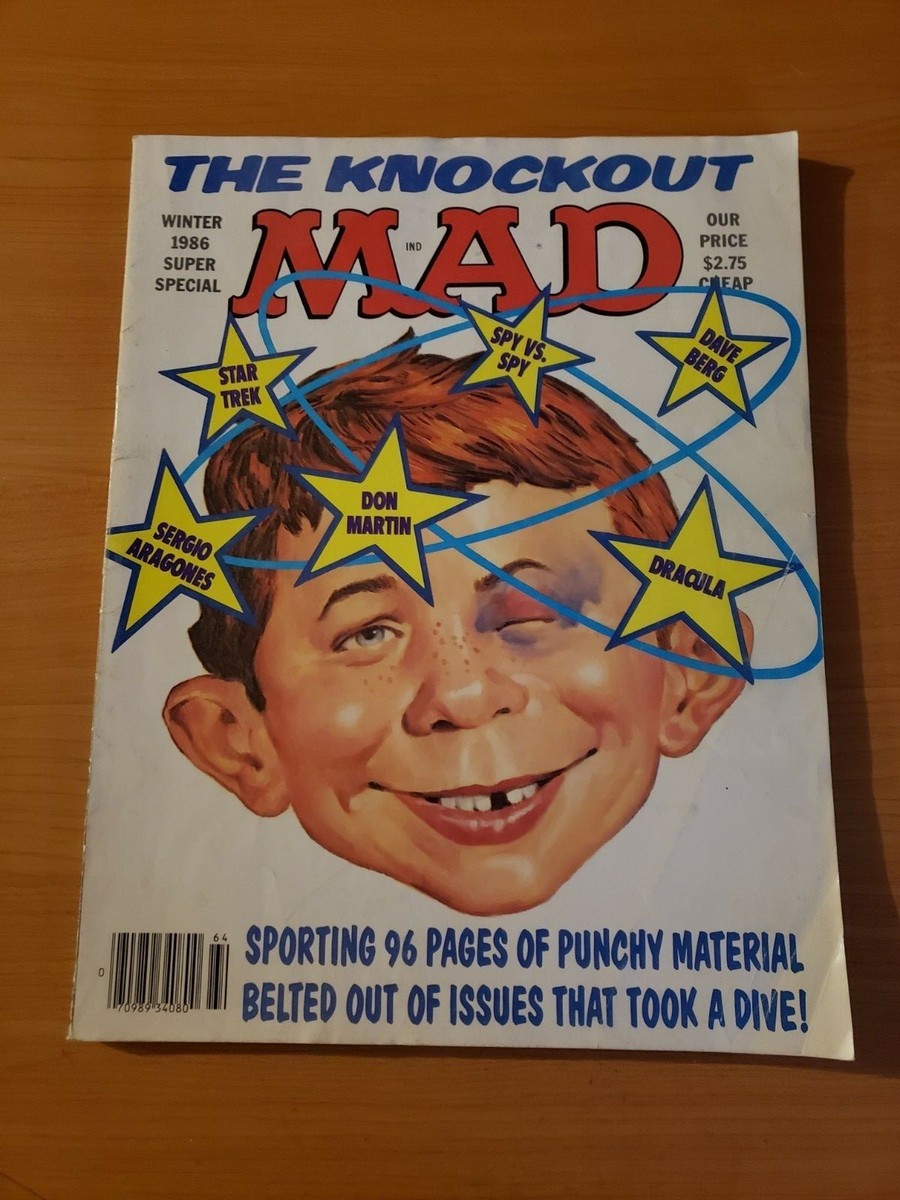 THE KNOCKOUT
WINTER
1986
SUPER
SPECIAL
MAD
IND
OUR
PRICE
$2.75
CHEAP
STAR
TREK
SPY VS.
SPY
DAVE
BERG
SERGIO
ARAGONES
DON
MARTIN
DRACULA
64
0
70989 34080
SPORTING 96 PAGES OF PUNCHY MATERIAL
BELTED OUT OF ISSUES THAT TOOK A DIVE!